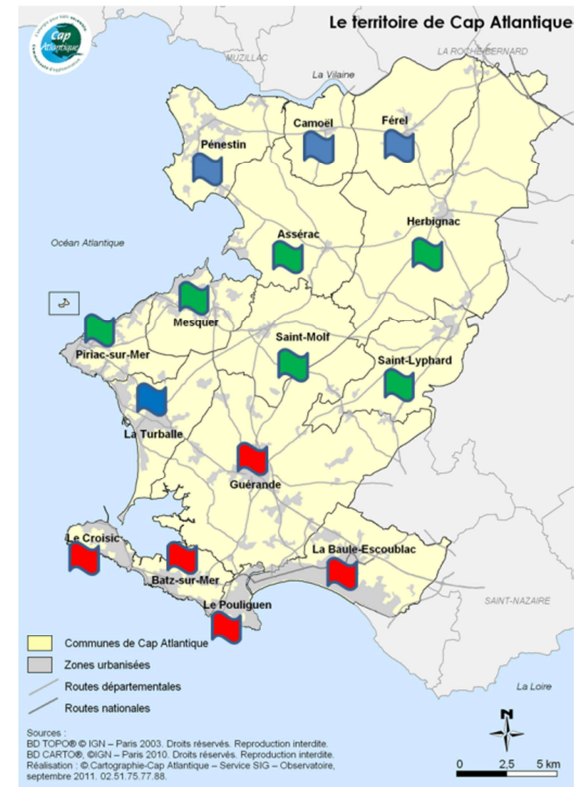 Le territoire de Cap Atlantique
Cap
Atlantique
MUZILLAC
LA ROCHE-BERNARD
La Vilaine
Camoël
Férel
Pénestin
Herbignac
Assérac
Océan Atlantique
Mesquer
Saint-Molf
Piriac-sur-Mer
Saint-Lyphard
La Turballe
Guérande
Le Croisic
La Baule-Escoublac
Batz-sur-Mer
Le Pouliguen
SAINT-NAZAIRE
Communes de Cap Atlantique
Zones urbanisées
Routes départementales
Routes nationales
La Loire
N
Sources :
BD TOPO® © IGN – Paris 2003. Droits réservés. Reproduction interdite.
BD CARTO®, ©IGN – Paris 2010. Droits réservés. Reproduction interdite.
Réalisation : © Cartographie-Cap Atlantique – Service SIG – Observatoire,
septembre 2011. 02.51.75.77.88.
0 2,5 5 km